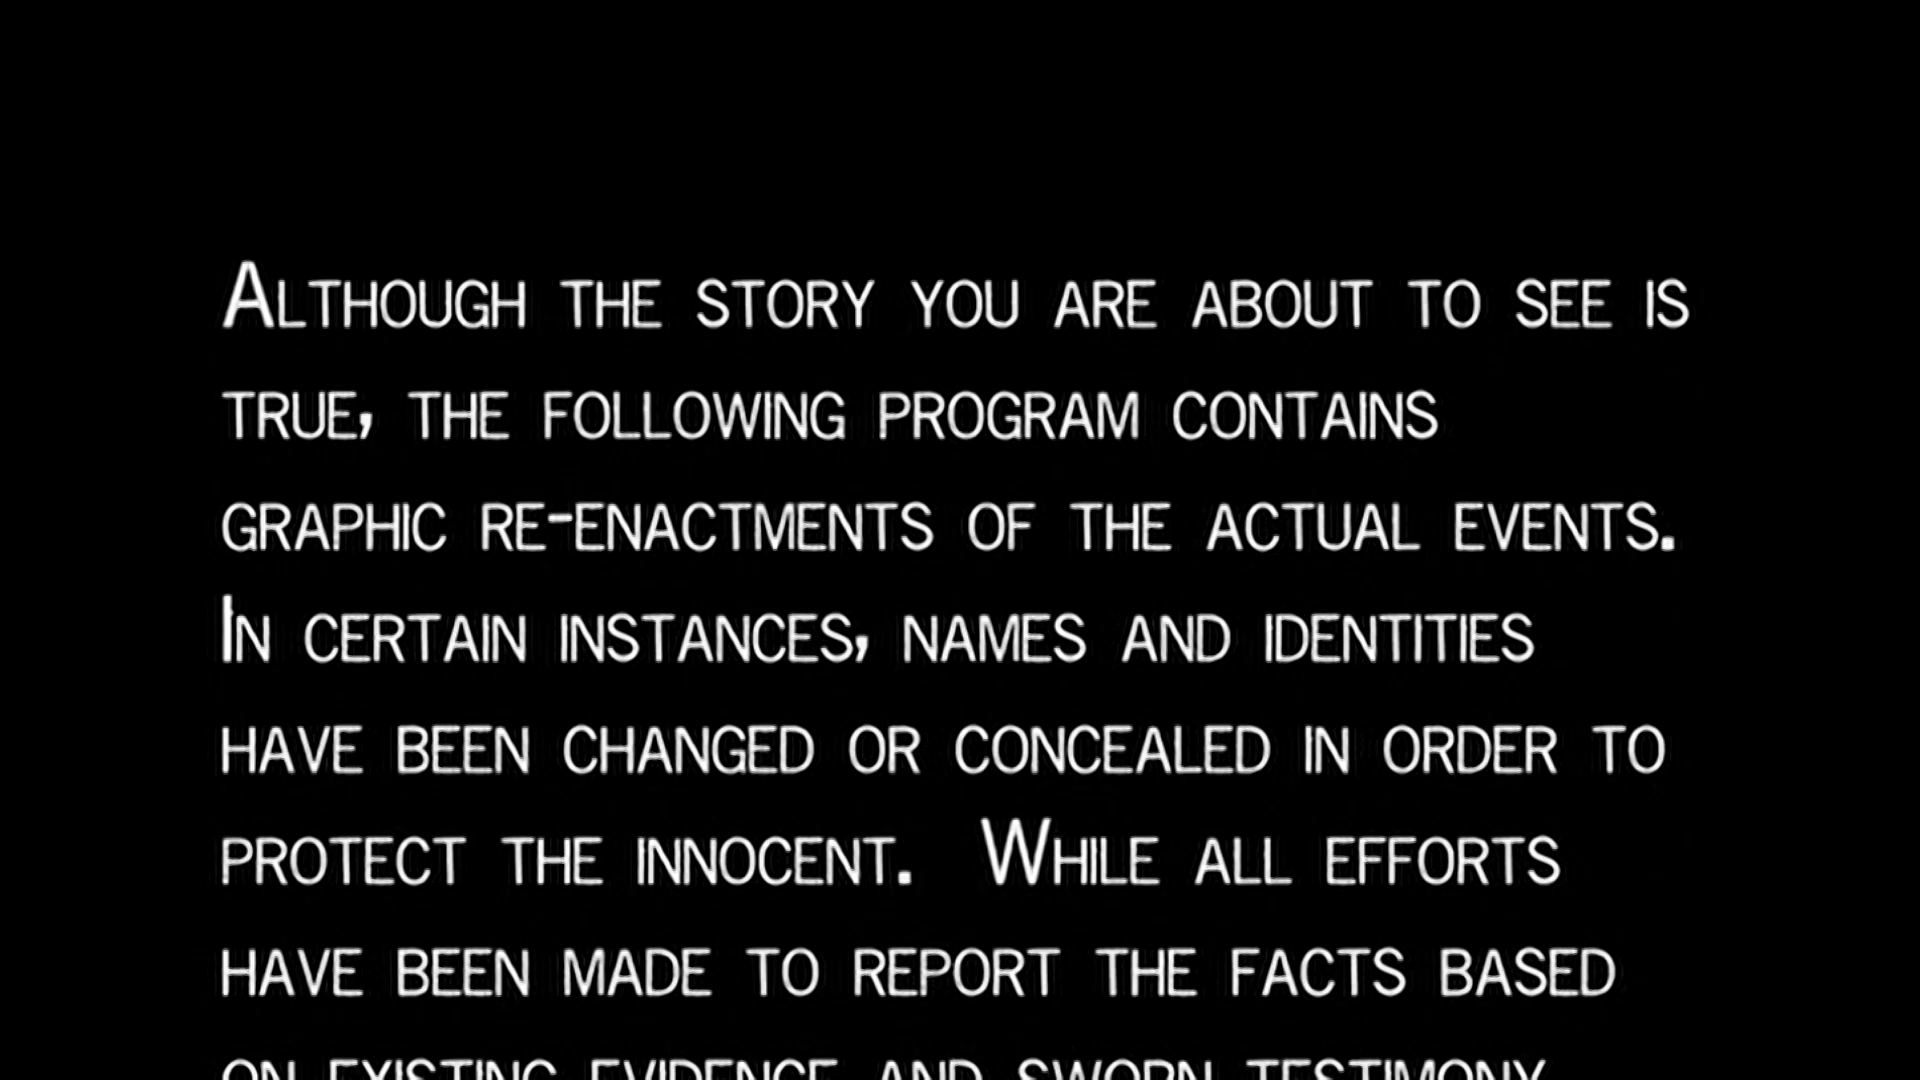 Although the story you are about to see is
true, the following program contains
graphic re-enactments of the actual events.
In certain instances, names and identities
have been changed or concealed in order to
protect the innocent.  While all efforts
have been made to report the facts based
on existing evidence and sworn testimony